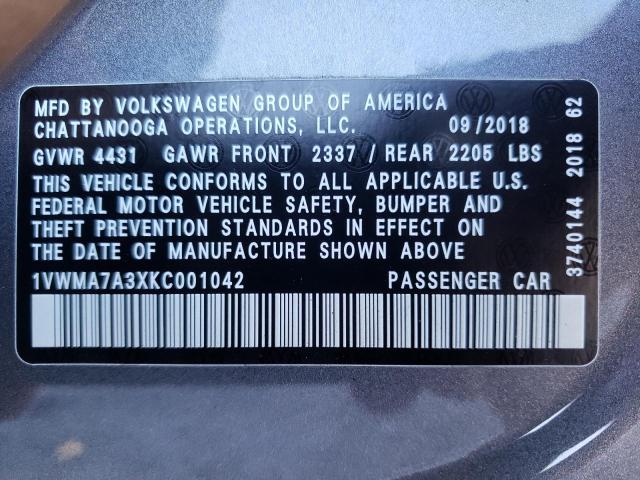 MFD BY VOLKSWAGEN GROUP OF AMERICA
CHATTANOOGA OPERATIONS, LLC. 09/2018
GVWR 4431 GAWR FRONT 2337 / REAR 2205 LBS
THIS VEHICLE CONFORMS TO ALL APPLICABLE U.S.
FEDERAL MOTOR VEHICLE SAFETY, BUMPER AND
THEFT PREVENTION STANDARDS IN EFFECT ON
THE DATE OF MANUFACTURE SHOWN ABOVE
1VWMA7A3XKC001042 PASSENGER CAR
3740144 2018 62